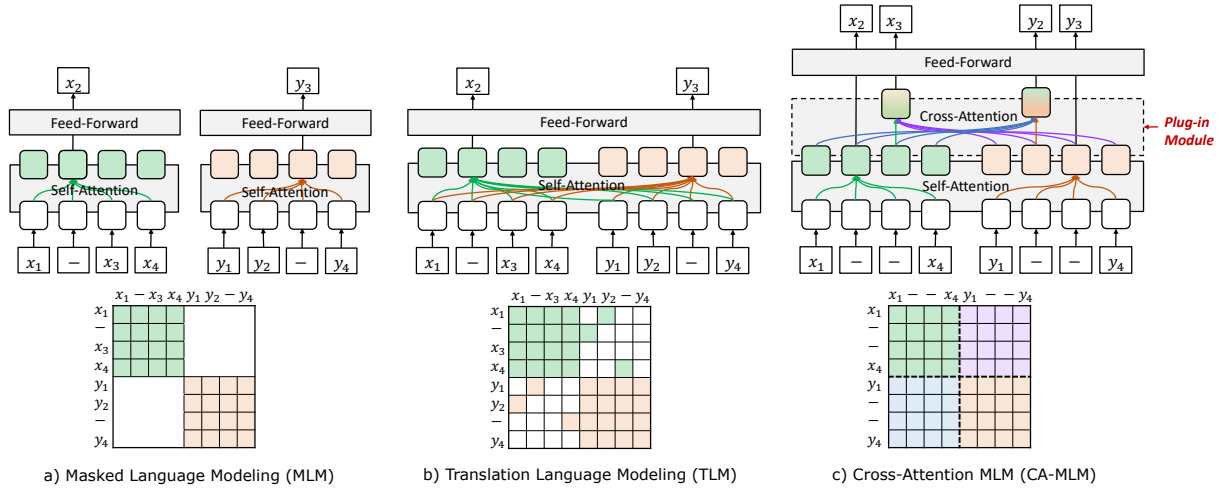 x₂
Feed-Forward
Self-Attention
x₁ − x₃ x₄
y₃
Feed-Forward
Self-Attention
y₁ y₂ − y₄
x₁ − x₃ x₄ y₁ y₂ − y₄
x₁
−
x₃
x₄
y₁
y₂
−
y₄
a) Masked Language Modeling (MLM)
x₂ y₃
Feed-Forward
Self-Attention
x₁ − x₃ x₄ y₁ y₂ − y₄
x₁ − x₃ x₄ y₁ y₂ − y₄
x₁
−
x₃
x₄
y₁
y₂
−
y₄
b) Translation Language Modeling (TLM)
x₂ x₃ y₂ y₃
Feed-Forward
Cross-Attention
Plug-in
Module
Self-Attention
x₁ − − x₄ y₁ − − y₄
x₁ − − x₄ y₁ − − y₄
x₁
−
x₃
x₄
y₁
y₂
−
y₄
c) Cross-Attention MLM (CA-MLM)